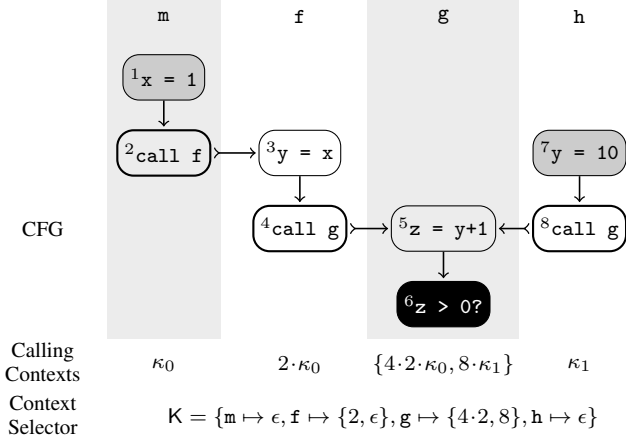 m f g h
¹x = 1
²call f ³y = x ⁷y = 10
CFG ⁴call g ⁵z = y+1 ⁸call g
⁶z > 0?
Calling
Contexts κ₀ 2·κ₀ {4·2·κ₀, 8·κ₁} κ₁
Context
Selector K = {m ↦ ϵ, f ↦ {2, ϵ}, g ↦ {4·2, 8}, h ↦ ϵ}